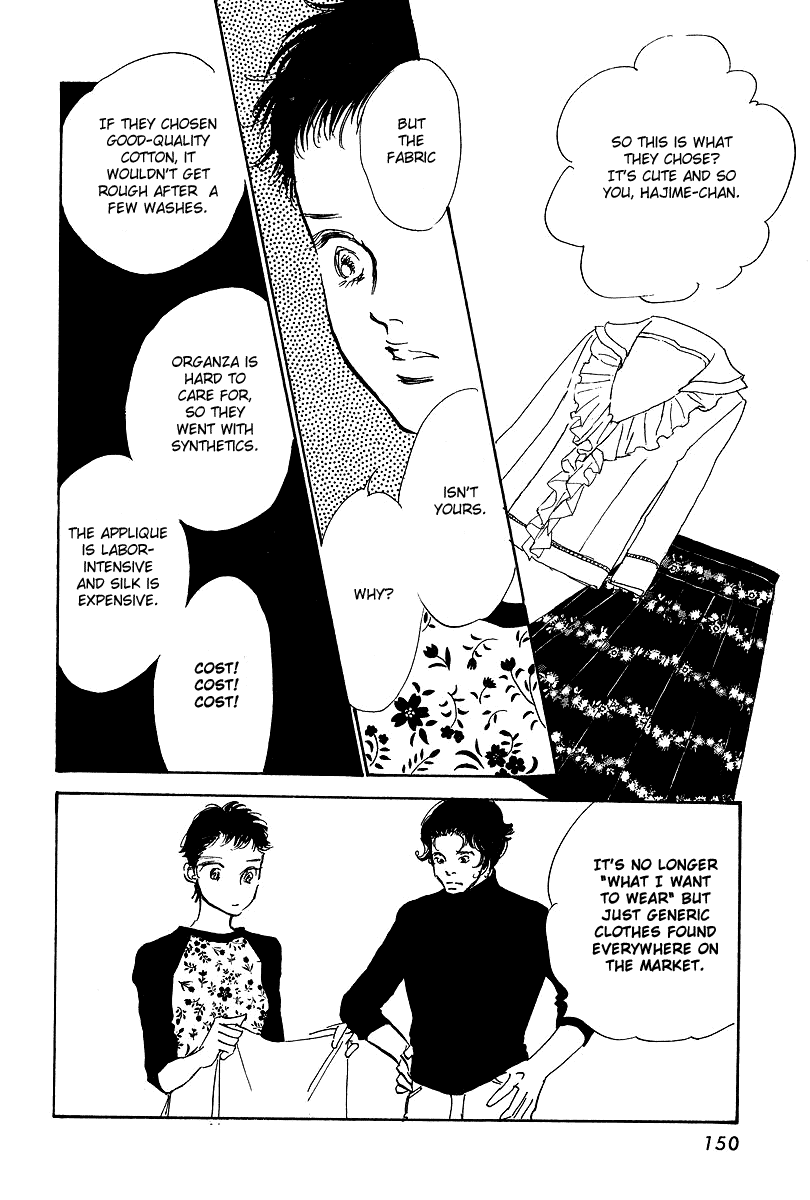 SO THIS IS WHAT
THEY CHOSE?
IT'S CUTE AND SO
YOU, HAJIME-CHAN.
BUT
THE
FABRIC
ISN'T
YOURS.
WHY?
IF THEY CHOSEN
GOOD-QUALITY
COTTON, IT
WOULDN'T GET
ROUGH AFTER A
FEW WASHES.
ORGANZA IS
HARD TO
CARE FOR,
SO THEY
WENT WITH
SYNTHETICS.
THE APPLIQUE
IS LABOR-
INTENSIVE
AND SILK IS
EXPENSIVE.
COST!
COST!
COST!
IT'S NO LONGER
"WHAT I WANT
TO WEAR" BUT
JUST GENERIC
CLOTHES FOUND
EVERYWHERE ON
THE MARKET.
150